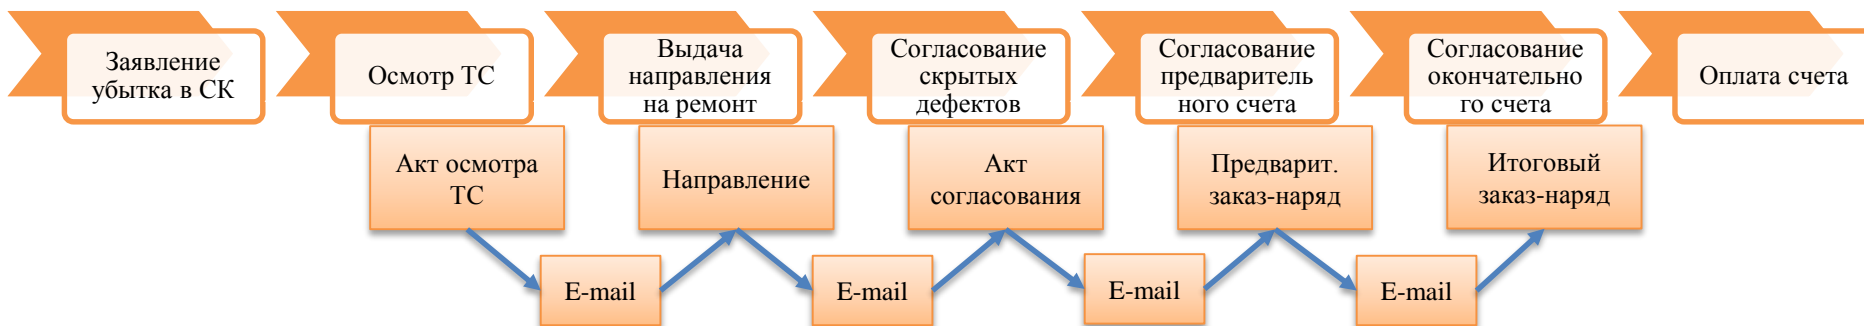 Заявление
убытка в СК
Осмотр ТС
Выдача
направления
на ремонт
Согласование
скрытых
дефектов
Согласование
предваритель
ного счета
Согласование
окончательно
го счета
Оплата счета
Акт осмотра
ТС
Направление
Акт
согласования
Предварит.
заказ-наряд
Итоговый
заказ-наряд
E-mail
E-mail
E-mail
E-mail